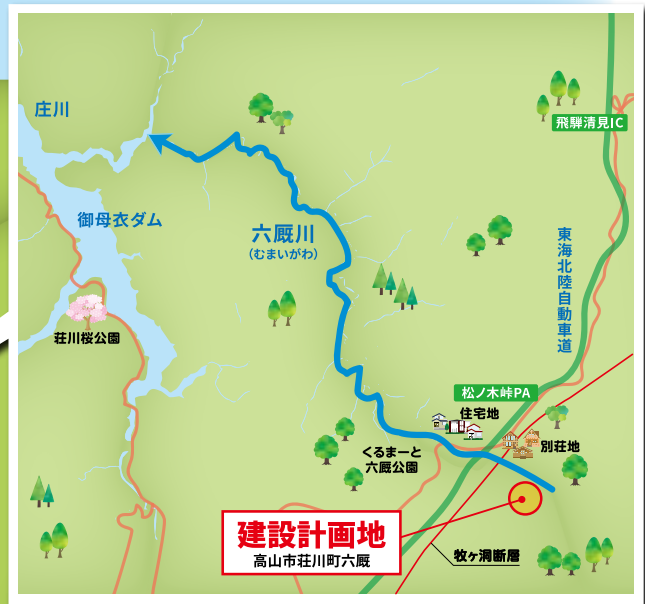 庄川
飛騨清見IC
御母衣ダム
六厩川
（むまいがわ）
東海北陸自動車道
荘川桜公園
松ノ木峠PA
住宅地
別荘地
くるまーと
六厩公園
建設計画地
高山市荘川町六厩
牧ヶ洞断層